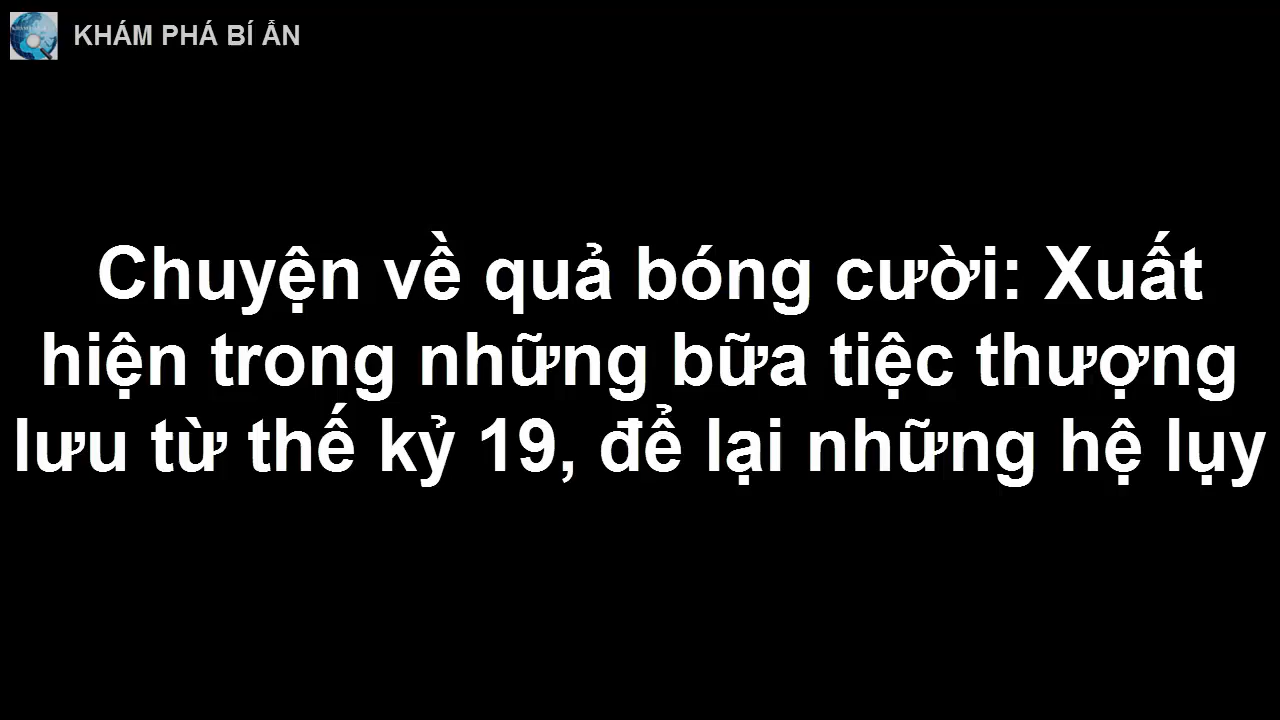 KHÁM PHÁ BÍ ẨN
Chuyện về quả bóng cười: Xuất
hiện trong những bữa tiệc thượng
lưu từ thế kỷ 19, để lại những hệ lụy